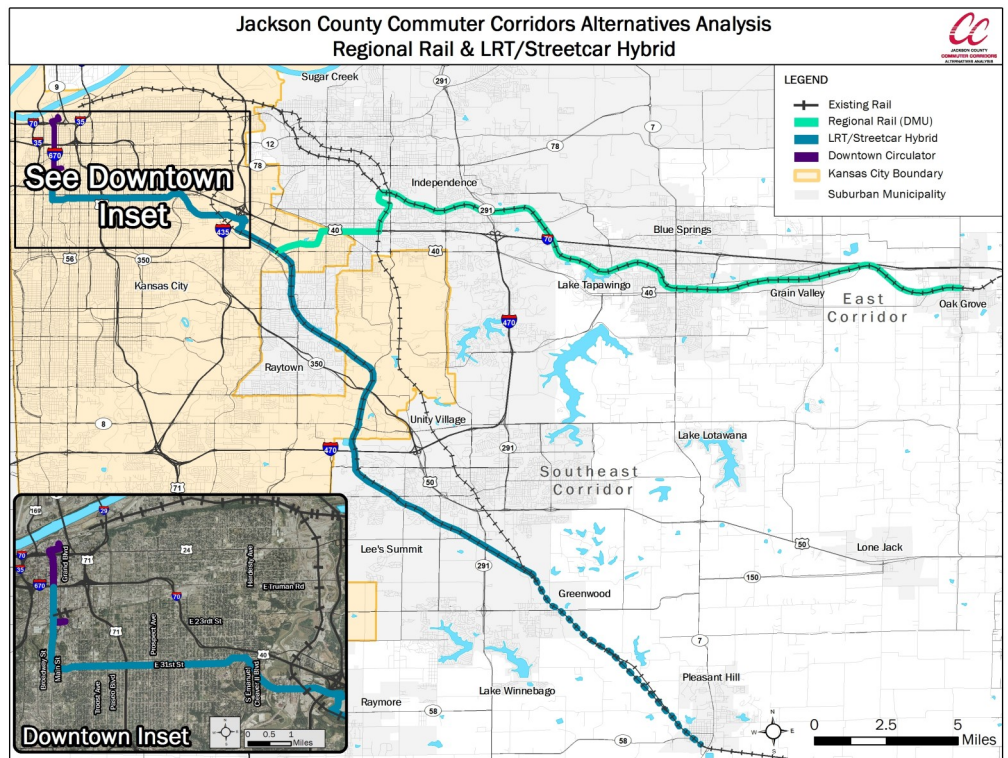 Jackson County Commuter Corridors Alternatives Analysis
Regional Rail & LRT/Streetcar Hybrid
CC
JACKSON COUNTY
COMMUTER CORRIDORS
ALTERNATIVES ANALYSIS
LEGEND
Existing Rail
Regional Rail (DMU)
LRT/Streetcar Hybrid
Downtown Circulator
Kansas City Boundary
Suburban Municipality
Sugar Creek
291
9
7
70
35
35
12
78
670
78
See Downtown
Inset
Independence
291
435
40
40
70
Blue Springs
56
350
Kansas City
Lake Tapawingo
40
Grain Valley
East
Corridor
Oak Grove
470
Raytown
350
8
Unity Village
Lake Lotawana
470
291
71
50
Southeast
Corridor
Lee's Summit
50
Lone Jack
291
150
Greenwood
7
Pleasant Hill
Lake Winnebago
Raymore
58
58
N
W
E
S
0 2.5 5
Miles
169
29
70
35
Grand Blvd
71
24
Hardesty Ave
670
E Truman Rd
70
Prospect Ave
E 23rdt St
71
Broadway St
Main St
E 31st St
40
Troost Ave
Paseo Blvd
S Emanuel
Cleaver II Blvd
Downtown Inset
0 0.5 1
Miles